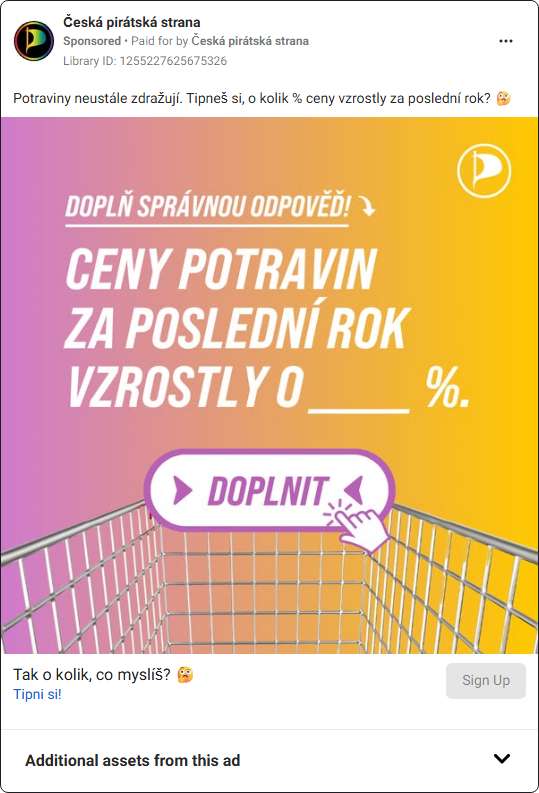 Česká pirátská strana
Sponsored • Paid for by Česká pirátská strana
Library ID: 1255227625675326
Potraviny neustále zdražují. Tipneš si, o kolik % ceny vzrostly za poslední rok? 🤔
DOPLŇ SPRÁVNOU ODPOVĚĎ!
CENY POTRAVIN
ZA POSLEDNÍ ROK
VZROSTLY O ____ %.
DOPLNIT
Tak o kolik, co myslíš? 🤔
Tipni si!
Sign Up
Additional assets from this ad